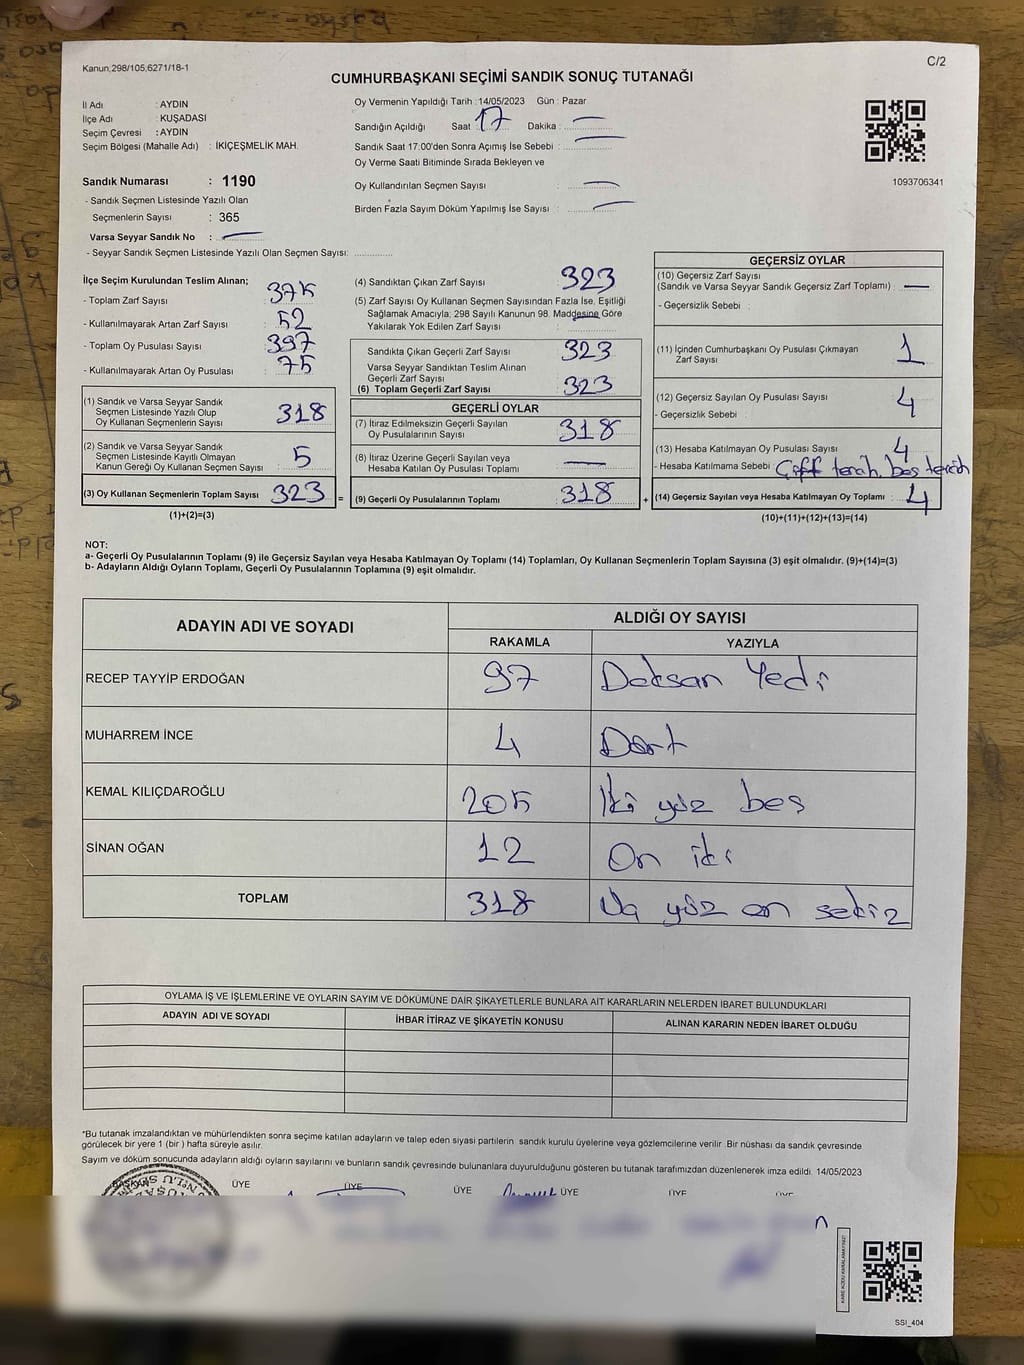 Kanun,298/105,6271/18-1
C/2
CUMHURBAŞKANI SEÇİMİ SANDIK SONUÇ TUTANAĞI
İl Adı : AYDIN
İlçe Adı : KUŞADASI
Seçim Çevresi : AYDIN
Seçim Bölgesi (Mahalle Adı) : İKİÇEŞMELİK MAH.
Oy Vermenin Yapıldığı Tarih :14/05/2023 Gün : Pazar
Sandığın Açıldığı Saat : 17 Dakika : —
Sandık Saat 17:00'den Sonra Açımış İse Sebebi : —
Oy Verme Saati Bitiminde Sırada Bekleyen ve
Oy Kullandırılan Seçmen Sayısı : —
Birden Fazla Sayım Döküm Yapılmış İse Sayısı : —
1093706341
Sandık Numarası : 1190
- Sandık Seçmen Listesinde Yazılı Olan
Seçmenlerin Sayısı : 365
Varsa Seyyar Sandık No : —
- Seyyar Sandık Seçmen Listesinde Yazılı Olan Seçmen Sayısı:
İlçe Seçim Kurulundan Teslim Alınan;
- Toplam Zarf Sayısı : 375
- Kullanılmayarak Artan Zarf Sayısı : 52
- Toplam Oy Pusulası Sayısı : 397
- Kullanılmayarak Artan Oy Pusulası : 75
(1) Sandık ve Varsa Seyyar Sandık
Seçmen Listesinde Yazılı Olup
Oy Kullanan Seçmenlerin Sayısı : 318
(2) Sandık ve Varsa Seyyar Sandık
Seçmen Listesinde Kayıtlı Olmayan
Kanun Gereği Oy Kullanan Seçmen Sayısı : 5
(3) Oy Kullanan Seçmenlerin Toplam Sayısı : 323 =
(1)+(2)=(3)
(4) Sandıktan Çıkan Zarf Sayısı : 323
(5) Zarf Sayısı Oy Kullanan Seçmen Sayısından Fazla İse, Eşitliği
Sağlamak Amacıyla; 298 Sayılı Kanunun 98. Maddesine Göre
Yakılarak Yok Edilen Zarf Sayısı : —
Sandıkta Çıkan Geçerli Zarf Sayısı : 323
Varsa Seyyar Sandıktan Teslim Alınan
Geçerli Zarf Sayısı
(6) Toplam Geçerli Zarf Sayısı : 323
GEÇERLİ OYLAR
(7) İtiraz Edilmeksizin Geçerli Sayılan
Oy Pusulalarının Sayısı : 318
(8) İtiraz Üzerine Geçerli Sayılan veya
Hesaba Katılan Oy Pusulası Toplamı : —
(9) Geçerli Oy Pusulalarının Toplamı : 318 +
GEÇERSİZ OYLAR
(10) Geçersiz Zarf Sayısı
(Sandık ve Varsa Seyyar Sandık Geçersiz Zarf Toplamı) : —
- Geçersizlik Sebebi :
(11) İçinden Cumhurbaşkanı Oy Pusulası Çıkmayan
Zarf Sayısı : 1
(12) Geçersiz Sayılan Oy Pusulası Sayısı : 4
- Geçersizlik Sebebi :
(13) Hesaba Katılmayan Oy Pusulası Sayısı : 4
- Hesaba Katılmama Sebebi : Çift tercih, boş tercih
(14) Geçersiz Sayılan veya Hesaba Katılmayan Oy Toplamı : 4
(10)+(11)+(12)+(13)=(14)
NOT:
a- Geçerli Oy Pusulalarının Toplamı (9) ile Geçersiz Sayılan veya Hesaba Katılmayan Oy Toplamı (14) Toplamları, Oy Kullanan Seçmenlerin Toplam Sayısına (3) eşit olmalıdır. (9)+(14)=(3)
b- Adayların Aldığı Oyların Toplamı, Geçerli Oy Pusulalarının Toplamına (9) eşit olmalıdır.
ADAYIN ADI VE SOYADI ALDIĞI OY SAYISI
RAKAMLA YAZIYLA
RECEP TAYYİP ERDOĞAN 97 Doksan Yedi
MUHARREM İNCE 4 Dört
KEMAL KILIÇDAROĞLU 205 İki yüz beş
SİNAN OĞAN 12 On iki
TOPLAM 318 Üç yüz on sekiz
OYLAMA İŞ VE İŞLEMLERİNE VE OYLARIN SAYIM VE DÖKÜMÜNE DAİR ŞİKAYETLERLE BUNLARA AİT KARARLARIN NELERDEN İBARET BULUNDUKLARI
ADAYIN ADI VE SOYADI İHBAR İTİRAZ VE ŞİKAYETİN KONUSU ALINAN KARARIN NEDEN İBARET OLDUĞU
*Bu tutanak imzalandıktan ve mühürlendikten sonra seçime katılan adayların ve talep eden siyasi partilerin sandık kurulu üyelerine veya gözlemcilerine verilir .Bir nüshası da sandık çevresinde
görülecek bir yere 1 (bir ) hafta süreyle asılır.
Sayım ve döküm sonucunda adayların aldığı oyların sayılarını ve bunların sandık çevresinde bulunanlara duyurulduğunu gösteren bu tutanak tarafımızdan düzenlenerek imza edildi. 14/05/2023
ÜYE ÜYE ÜYE ÜYE ÜYE ÜYE
SSI_404